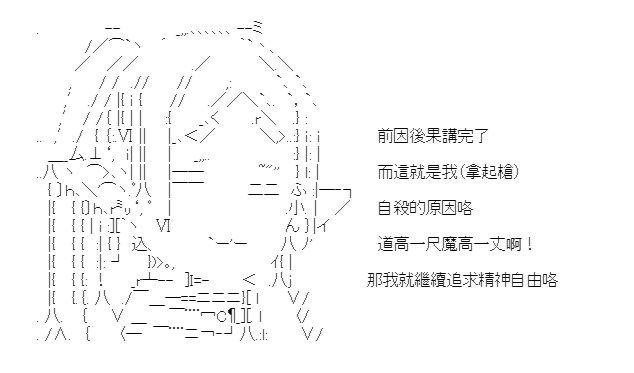 前因後果講完了
而這就是我(拿起槍)
自殺的原因咯
道高一尺魔高一丈啊！
那我就繼續追求精神自由咯